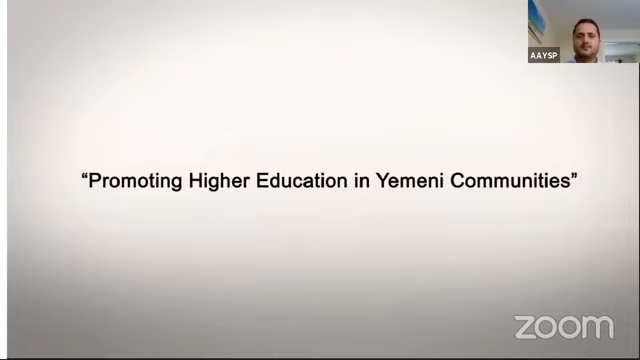 AAYSP
“Promoting Higher Education in Yemeni Communities”
zoom